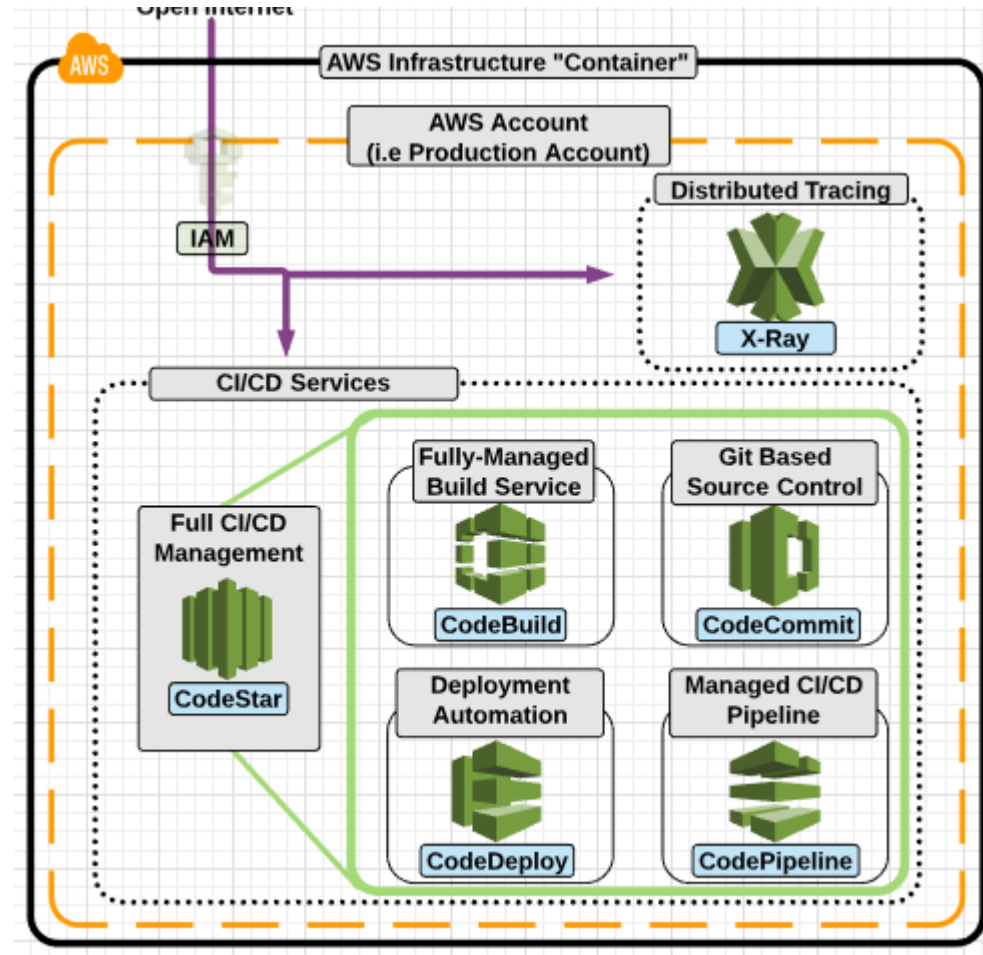 Open Internet
AWS
AWS Infrastructure "Container"
AWS Account
(i.e Production Account)
IAM
Distributed Tracing
X-Ray
CI/CD Services
Full CI/CD
Management
CodeStar
Fully-Managed
Build Service
CodeBuild
Git Based
Source Control
CodeCommit
Deployment
Automation
CodeDeploy
Managed CI/CD
Pipeline
CodePipeline